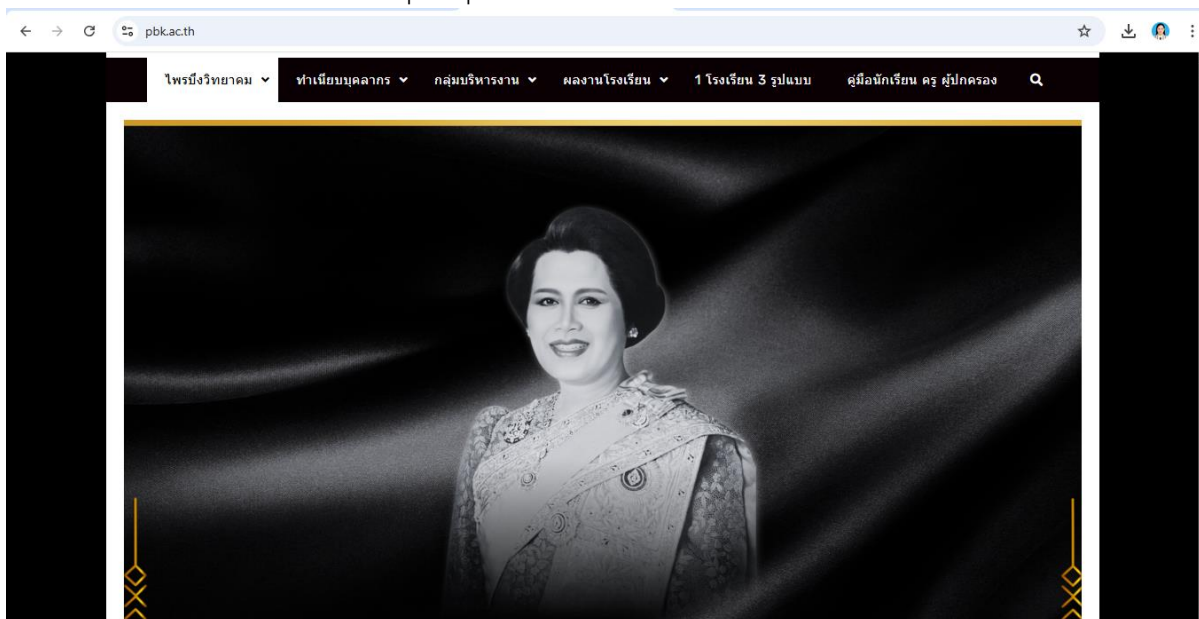 pbk.ac.th
ไพรบึงวิทยาคม ทำเนียบบุคลากร กลุ่มบริหารงาน ผลงานโรงเรียน 1 โรงเรียน 3 รูปแบบ คู่มือนักเรียน ครู ผู้ปกครอง